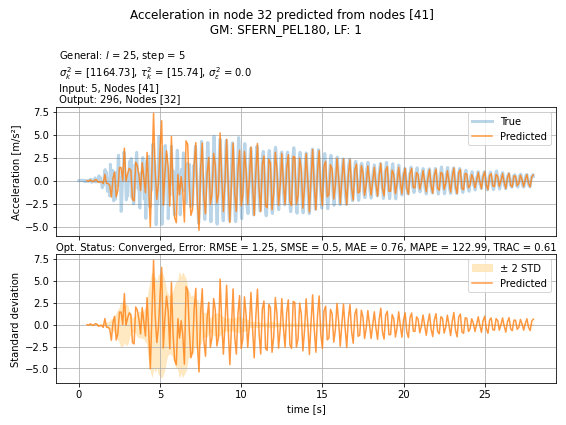 Acceleration in node 32 predicted from nodes [41]
GM: SFERN_PEL180, LF: 1
General: l = 25, step = 5
σ²ₖ = [1164.73], τ²ₖ = [15.74], σ²ε = 0.0
Input: 5, Nodes [41]
Output: 296, Nodes [32]
Acceleration [m/s²]
7.5
5.0
2.5
0.0
−2.5
−5.0
True
Predicted
Opt. Status: Converged, Error: RMSE = 1.25, SMSE = 0.5, MAE = 0.76, MAPE = 122.99, TRAC = 0.61
Standard deviation
7.5
5.0
2.5
0.0
−2.5
−5.0
± 2 STD
Predicted
0 5 10 15 20 25
time [s]